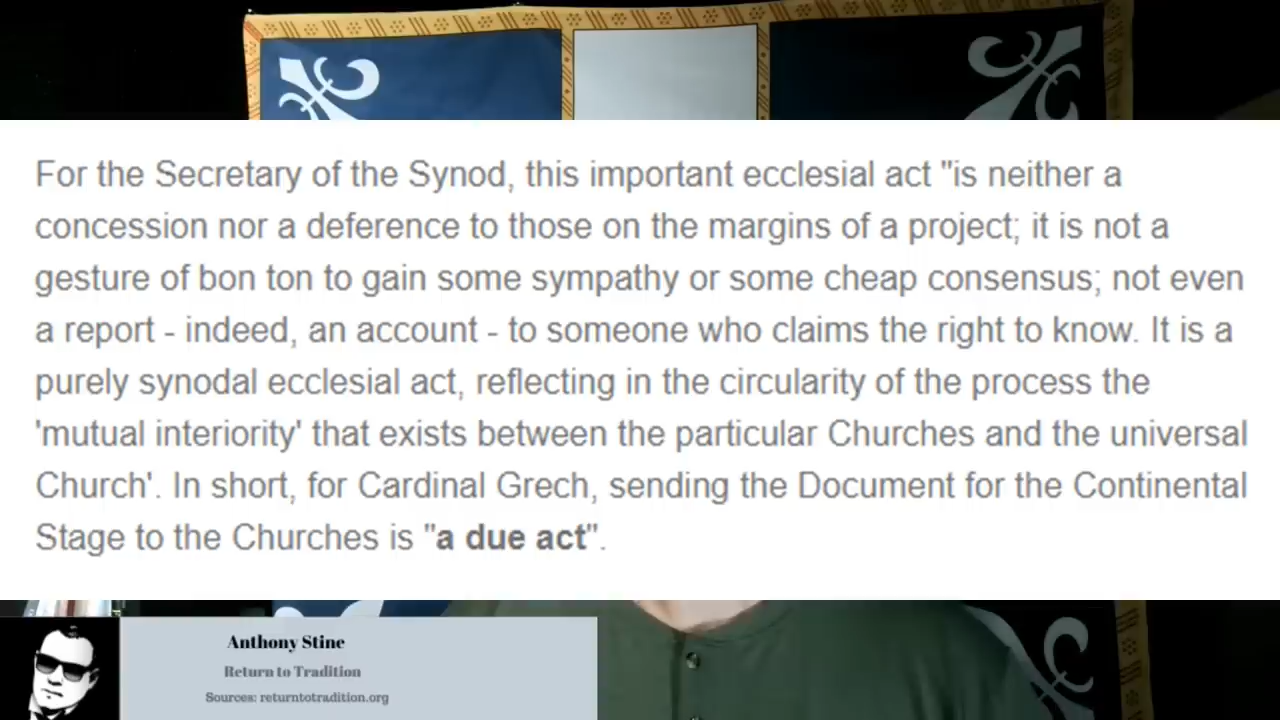 For the Secretary of the Synod, this important ecclesial act "is neither a
concession nor a deference to those on the margins of a project; it is not a
gesture of bon ton to gain some sympathy or some cheap consensus; not even
a report - indeed, an account - to someone who claims the right to know. It is a
purely synodal ecclesial act, reflecting in the circularity of the process the
'mutual interiority' that exists between the particular Churches and the universal
Church'. In short, for Cardinal Grech, sending the Document for the Continental
Stage to the Churches is "a due act".
Anthony Stine
Return to Tradition
Sources: returntotradition.org